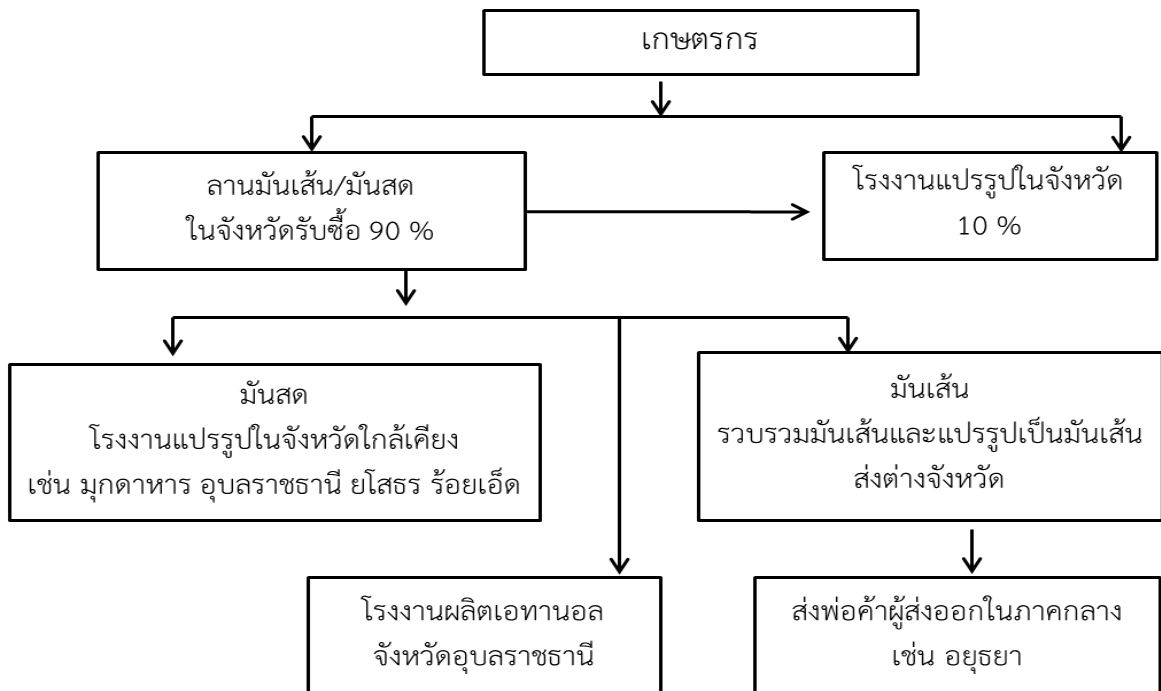 เกษตรกร
ลานมันเส้น/มันสด
ในจังหวัดรับซื้อ 90 %
โรงงานแปรรูปในจังหวัด
10 %
มันสด
โรงงานแปรรูปในจังหวัดใกล้เคียง
เช่น มุกดาหาร อุบลราชธานี ยโสธร ร้อยเอ็ด
มันเส้น
รวบรวมมันเส้นและแปรรูปเป็นมันเส้น
ส่งต่างจังหวัด
โรงงานผลิตเอทานอล
จังหวัดอุบลราชธานี
ส่งพ่อค้าผู้ส่งออกในภาคกลาง
เช่น อยุธยา